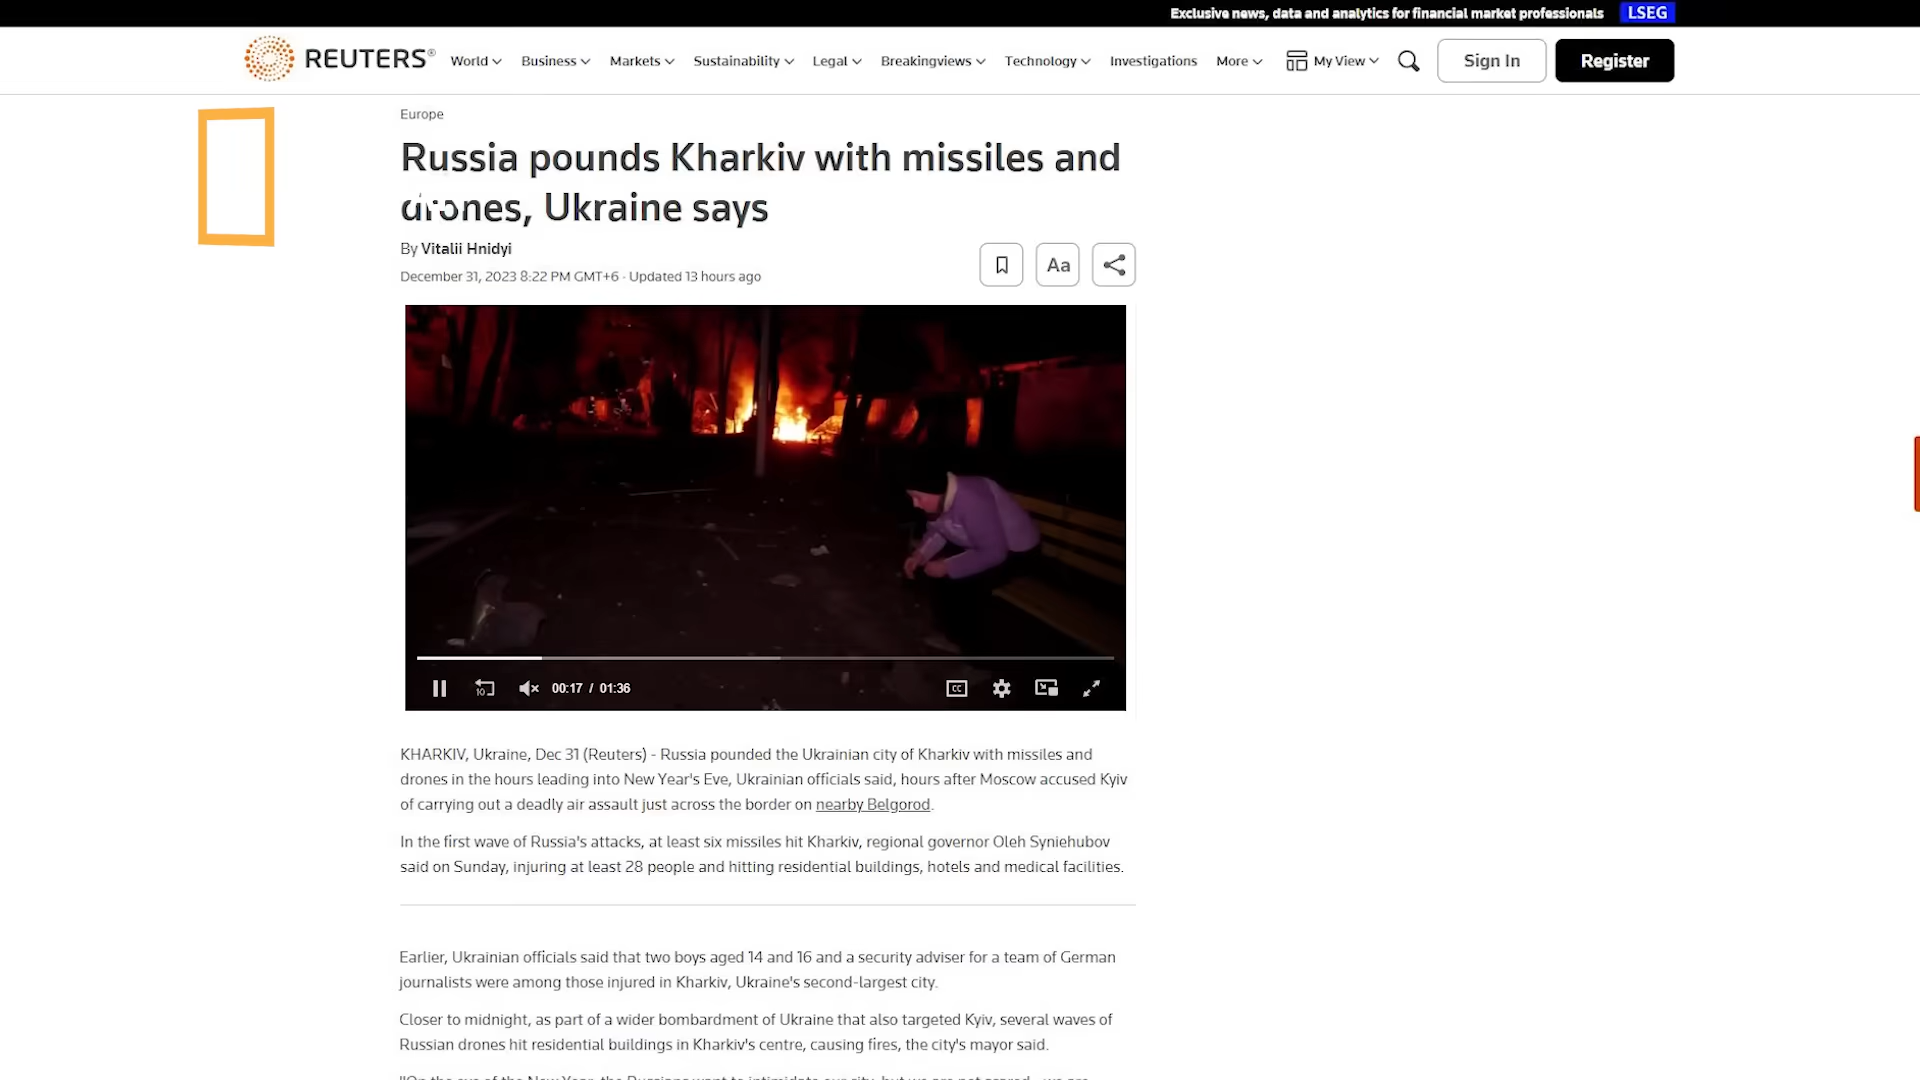 Exclusive news, data and analytics for financial market professionals LSEG
REUTERS® World Business Markets Sustainability Legal Breakingviews Technology Investigations More My View Sign In Register
Europe
Russia pounds Kharkiv with missiles and
drones, Ukraine says
By Vitalii Hnidyi
December 31, 2023 8:22 PM GMT+6 · Updated 13 hours ago
Aa
10 00:17 / 01:36 CC
KHARKIV, Ukraine, Dec 31 (Reuters) - Russia pounded the Ukrainian city of Kharkiv with missiles and
drones in the hours leading into New Year's Eve, Ukrainian officials said, hours after Moscow accused Kyiv
of carrying out a deadly air assault just across the border on nearby Belgorod.
In the first wave of Russia's attacks, at least six missiles hit Kharkiv, regional governor Oleh Syniehubov
said on Sunday, injuring at least 28 people and hitting residential buildings, hotels and medical facilities.
Earlier, Ukrainian officials said that two boys aged 14 and 16 and a security adviser for a team of German
journalists were among those injured in Kharkiv, Ukraine's second-largest city.
Closer to midnight, as part of a wider bombardment of Ukraine that also targeted Kyiv, several waves of
Russian drones hit residential buildings in Kharkiv's centre, causing fires, the city's mayor said.